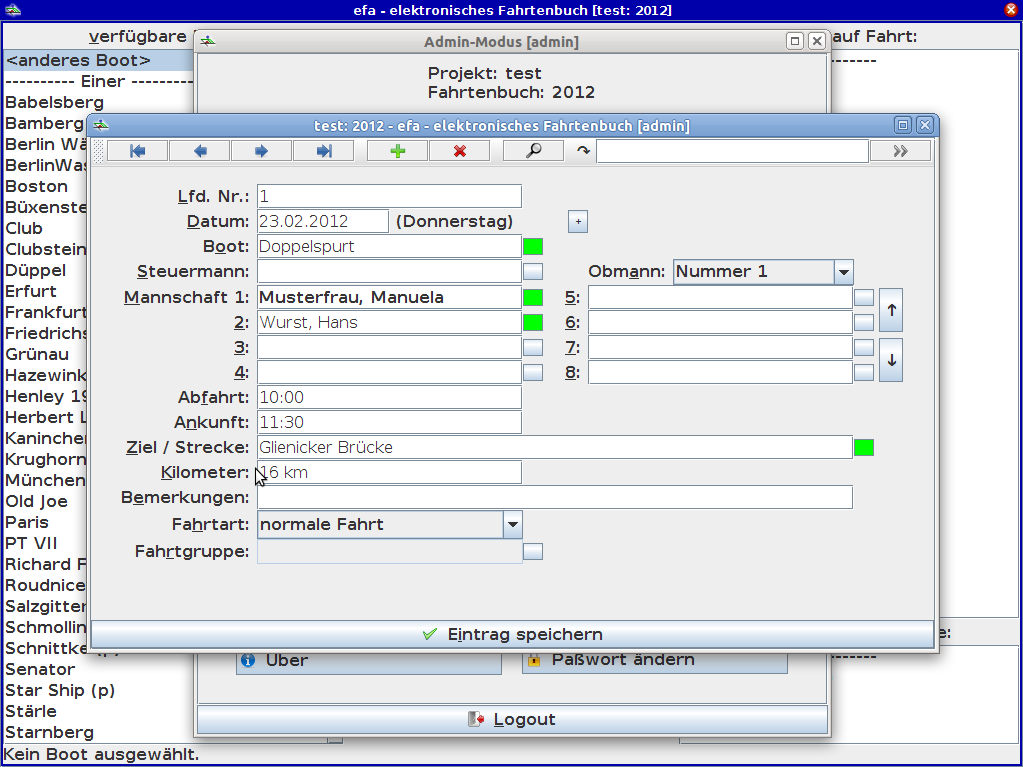 efa - elektronisches Fahrtenbuch [test: 2012]
verfügbare
auf Fahrt:
<anderes Boot>
---------- Einer ---------
Babelsberg
Bamberg
Berlin
BerlinWas
Boston
Büxenste
Club
Clubstein
Düppel
Erfurt
Frankfurt
Friedrichs
Grünau
Hazewink
Henley
Herbert
Kaninche
Krughorn
München
Old Joe
Paris
PT VII
Richard
Roudnice
Salzgitter
Schmollin
Schnittke
Senator
Star Ship (p)
Stärle
Starnberg
Kein Boot ausgewählt.
Admin-Modus [admin]
Projekt: test
Fahrtenbuch: 2012
test: 2012 - efa - elektronisches Fahrtenbuch [admin]
Lfd. Nr.: 1
Datum: 23.02.2012 (Donnerstag) +
Boot: Doppelspurt
Steuermann: Obmann: Nummer 1
Mannschaft 1: Musterfrau, Manuela 5:
2: Wurst, Hans 6:
3: 7:
4: 8:
Abfahrt: 10:00
Ankunft: 11:30
Ziel / Strecke: Glienicker Brücke
Kilometer: 16 km
Bemerkungen:
Fahrtart: normale Fahrt
Fahrtgruppe:
Eintrag speichern
e:
Über
Paßwort ändern
Logout